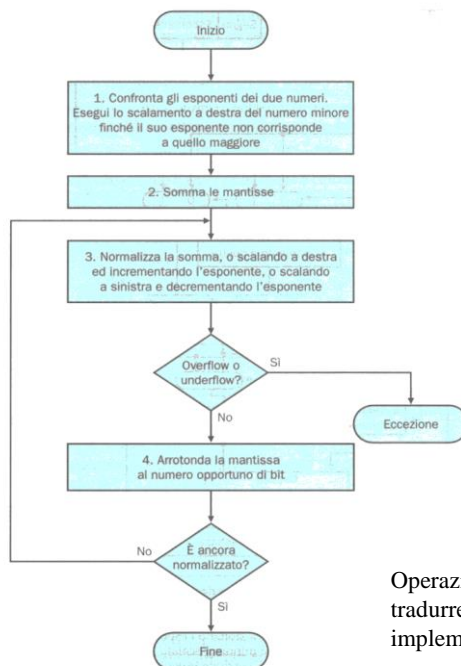 Inizio
1. Confronta gli esponenti dei due numeri.
Esegui lo scalamento a destra del numero minore
finché il suo esponente non corrisponde
a quello maggiore
2. Somma le mantisse
3. Normalizza la somma, o scalando a destra
ed incrementando l'esponente, o scalando
a sinistra e decrementando l'esponente
Overflow o
underflow?
Sì
Eccezione
No
4. Arrotonda la mantissa
al numero opportuno di bit
No
È ancora
normalizzato?
Sì
Fine
Operaz
tradurre
implem